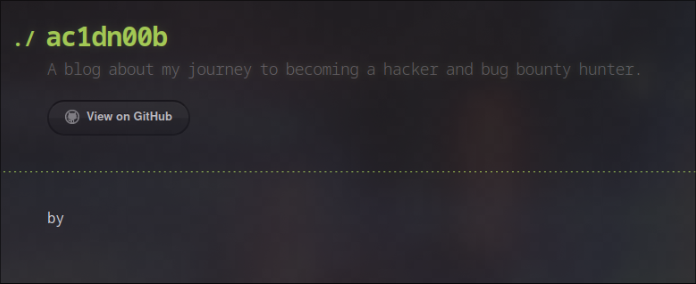 ./ ac1dn00b
A blog about my journey to becoming a hacker and bug bounty hunter.
View on GitHub
by